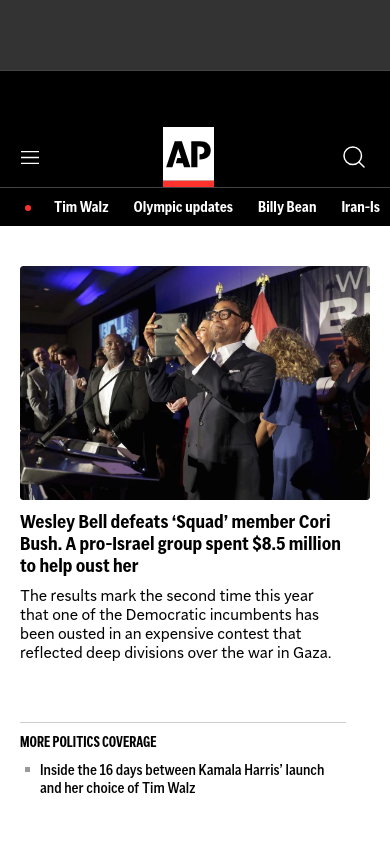 AP
Tim Walz Olympic updates Billy Bean Iran-Is
Wesley Bell defeats ‘Squad’ member Cori
Bush. A pro-Israel group spent $8.5 million
to help oust her
The results mark the second time this year
that one of the Democratic incumbents has
been ousted in an expensive contest that
reflected deep divisions over the war in Gaza.
MORE POLITICS COVERAGE
Inside the 16 days between Kamala Harris’ launch
and her choice of Tim Walz